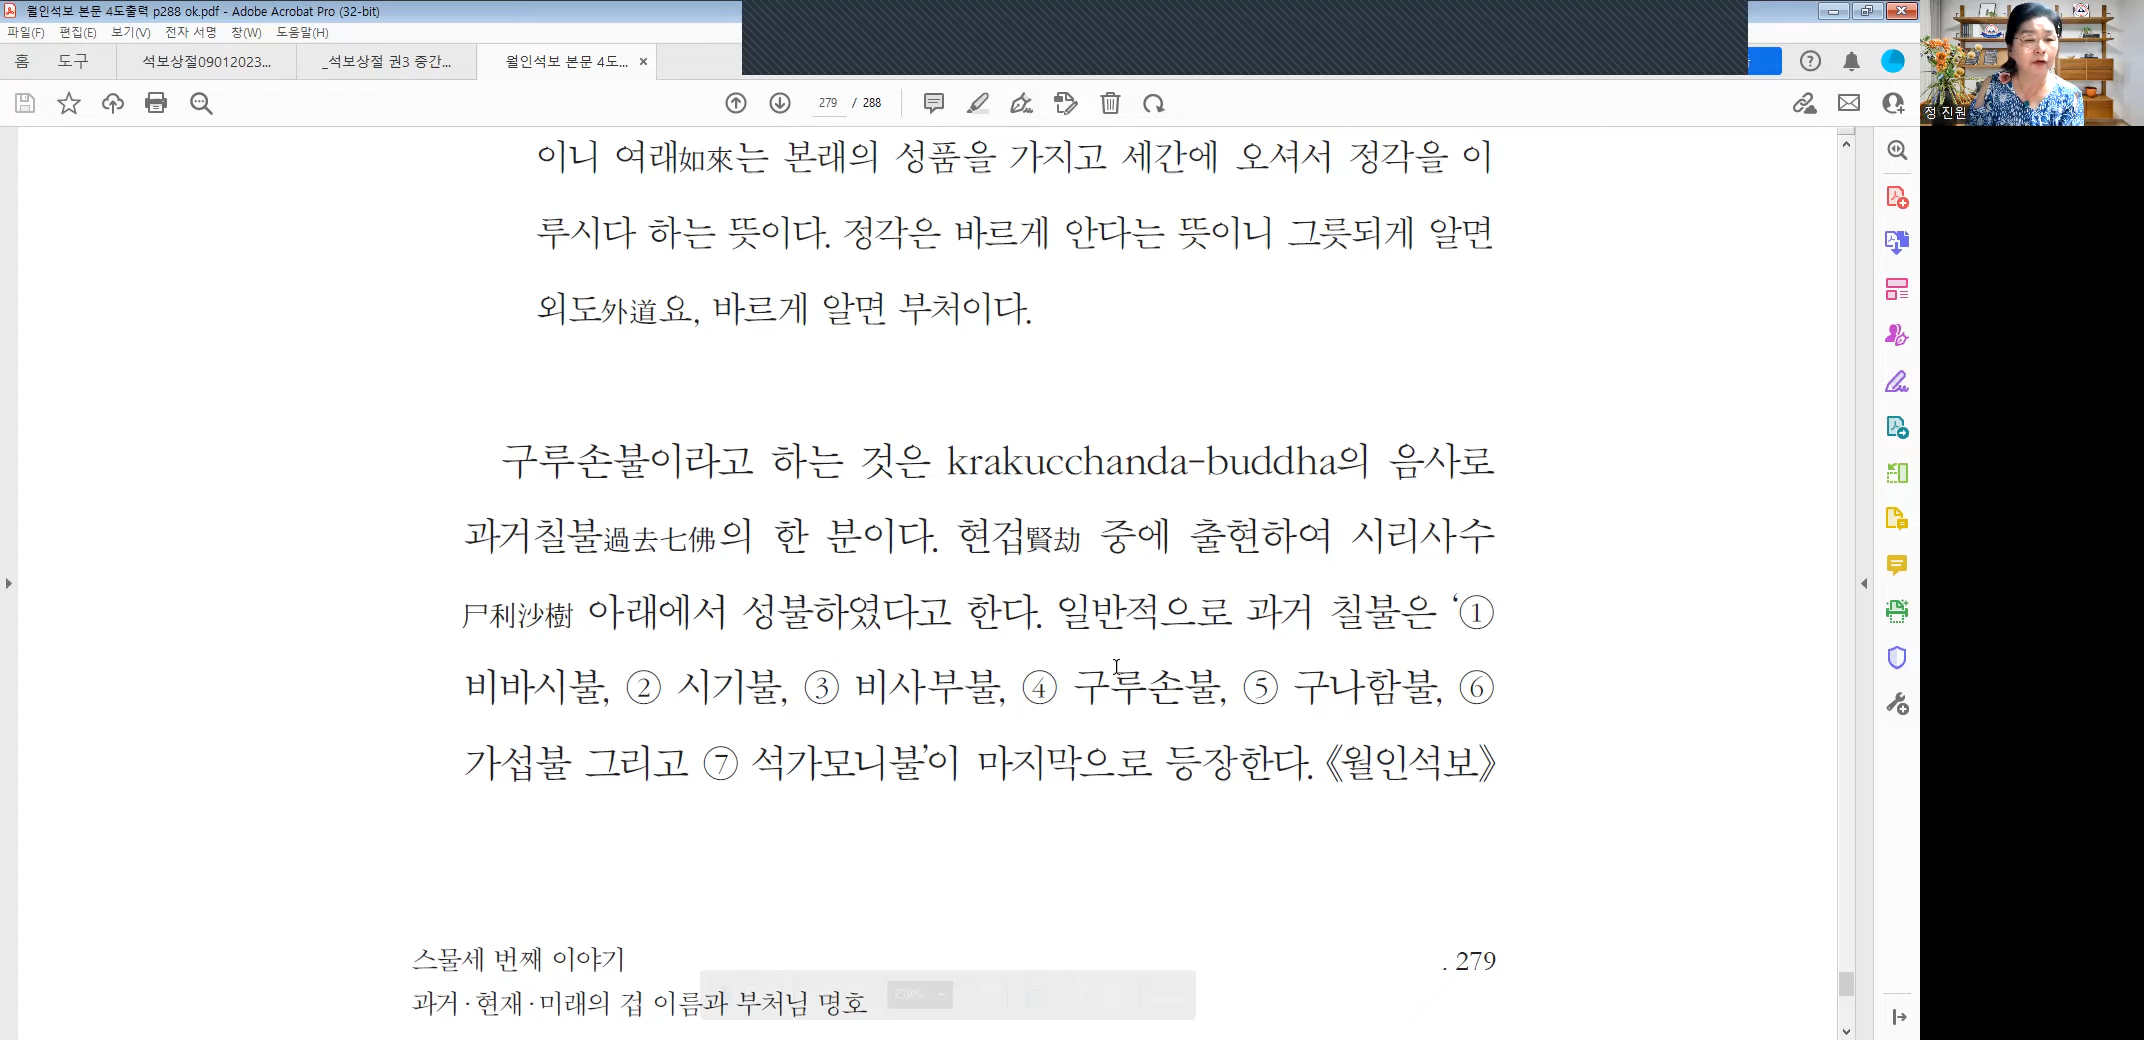 월인석보 본문 4도출력 p288 ok.pdf - Adobe Acrobat Pro (32-bit)
파일(F) 편집(E) 보기(V) 전자 서명 창(W) 도움말(H)
홈 도구 석보상절09012023... _석보상절 권3 중간... 월인석보 본문 4도... ×
279 / 288
정 진원
이니 여래如來는 본래의 성품을 가지고 세간에 오셔서 정각을 이
루시다 하는 뜻이다. 정각은 바르게 안다는 뜻이니 그릇되게 알면
외도外道요, 바르게 알면 부처이다.
구루손불이라고 하는 것은 krakucchanda-buddha의 음사로
과거칠불過去七佛의 한 분이다. 현겁賢劫 중에 출현하여 시리사수
尸利沙樹 아래에서 성불하였다고 한다. 일반적으로 과거 칠불은 ‘①
비바시불, ② 시기불, ③ 비사부불, ④ 구루손불, ⑤ 구나함불, ⑥
가섭불 그리고 ⑦ 석가모니불’이 마지막으로 등장한다. 《월인석보》
스물세 번째 이야기
. 279
과거·현재·미래의 겁 이름과 부처님 명호